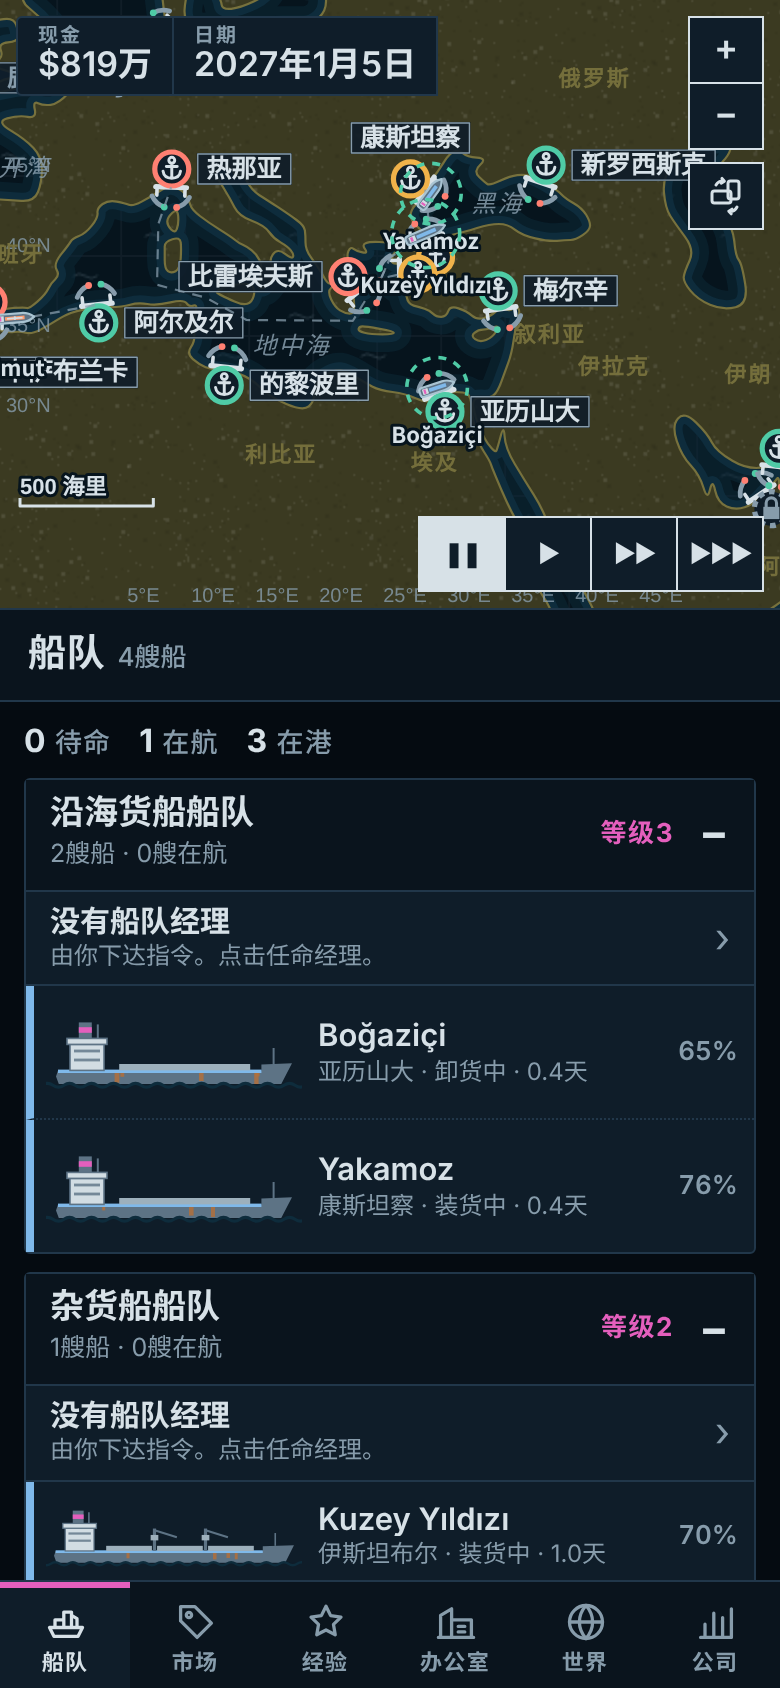 现金
$819万
日期
2027年1月5日
+
−
俄罗斯
康斯坦察
热那亚
新罗西斯克
黑海
40°N
Yakamoz
比雷埃夫斯
Kuzey Yıldızı
梅尔辛
35°N
阿尔及尔
地中海
叙利亚
伊拉克
伊朗
布兰卡
的黎波里
30°N
亚历山大
Boğaziçi
利比亚
埃及
500 海里
5°E
10°E
15°E
20°E
25°E
30°E
35°E
40°E
45°E
船队
4艘船
0 待命
1 在航
3 在港
沿海货船船队
2艘船 · 0艘在航
等级3
没有船队经理
由你下达指令。点击任命经理。
Boğaziçi
亚历山大 · 卸货中 · 0.4天
65%
Yakamoz
康斯坦察 · 装货中 · 0.4天
76%
杂货船船队
1艘船 · 0艘在航
等级2
没有船队经理
由你下达指令。点击任命经理。
Kuzey Yıldızı
伊斯坦布尔 · 装货中 · 1.0天
70%
船队
市场
经验
办公室
世界
公司